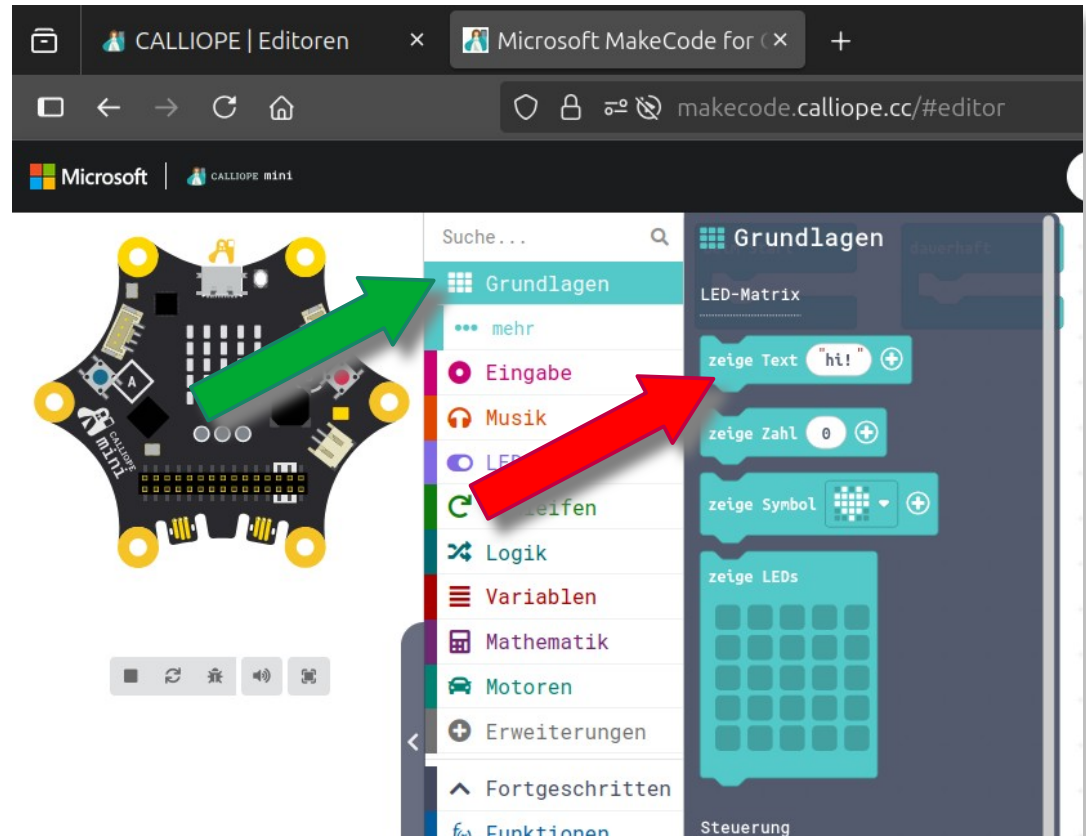 CALLIOPE | Editoren
Microsoft MakeCode for
makecode.calliope.cc/#editor
Microsoft
CALLIOPE mini
Suche...
Grundlagen
mehr
Eingabe
Musik
Logik
Variablen
Mathematik
Motoren
Erweiterungen
Fortgeschritten
Funktionen
Grundlagen
dauerhaft
LED-Matrix
zeige Text "hi!"
zeige Zahl 0
zeige Symbol
zeige LEDs
Steuerung
A
CALLIOPE
mini